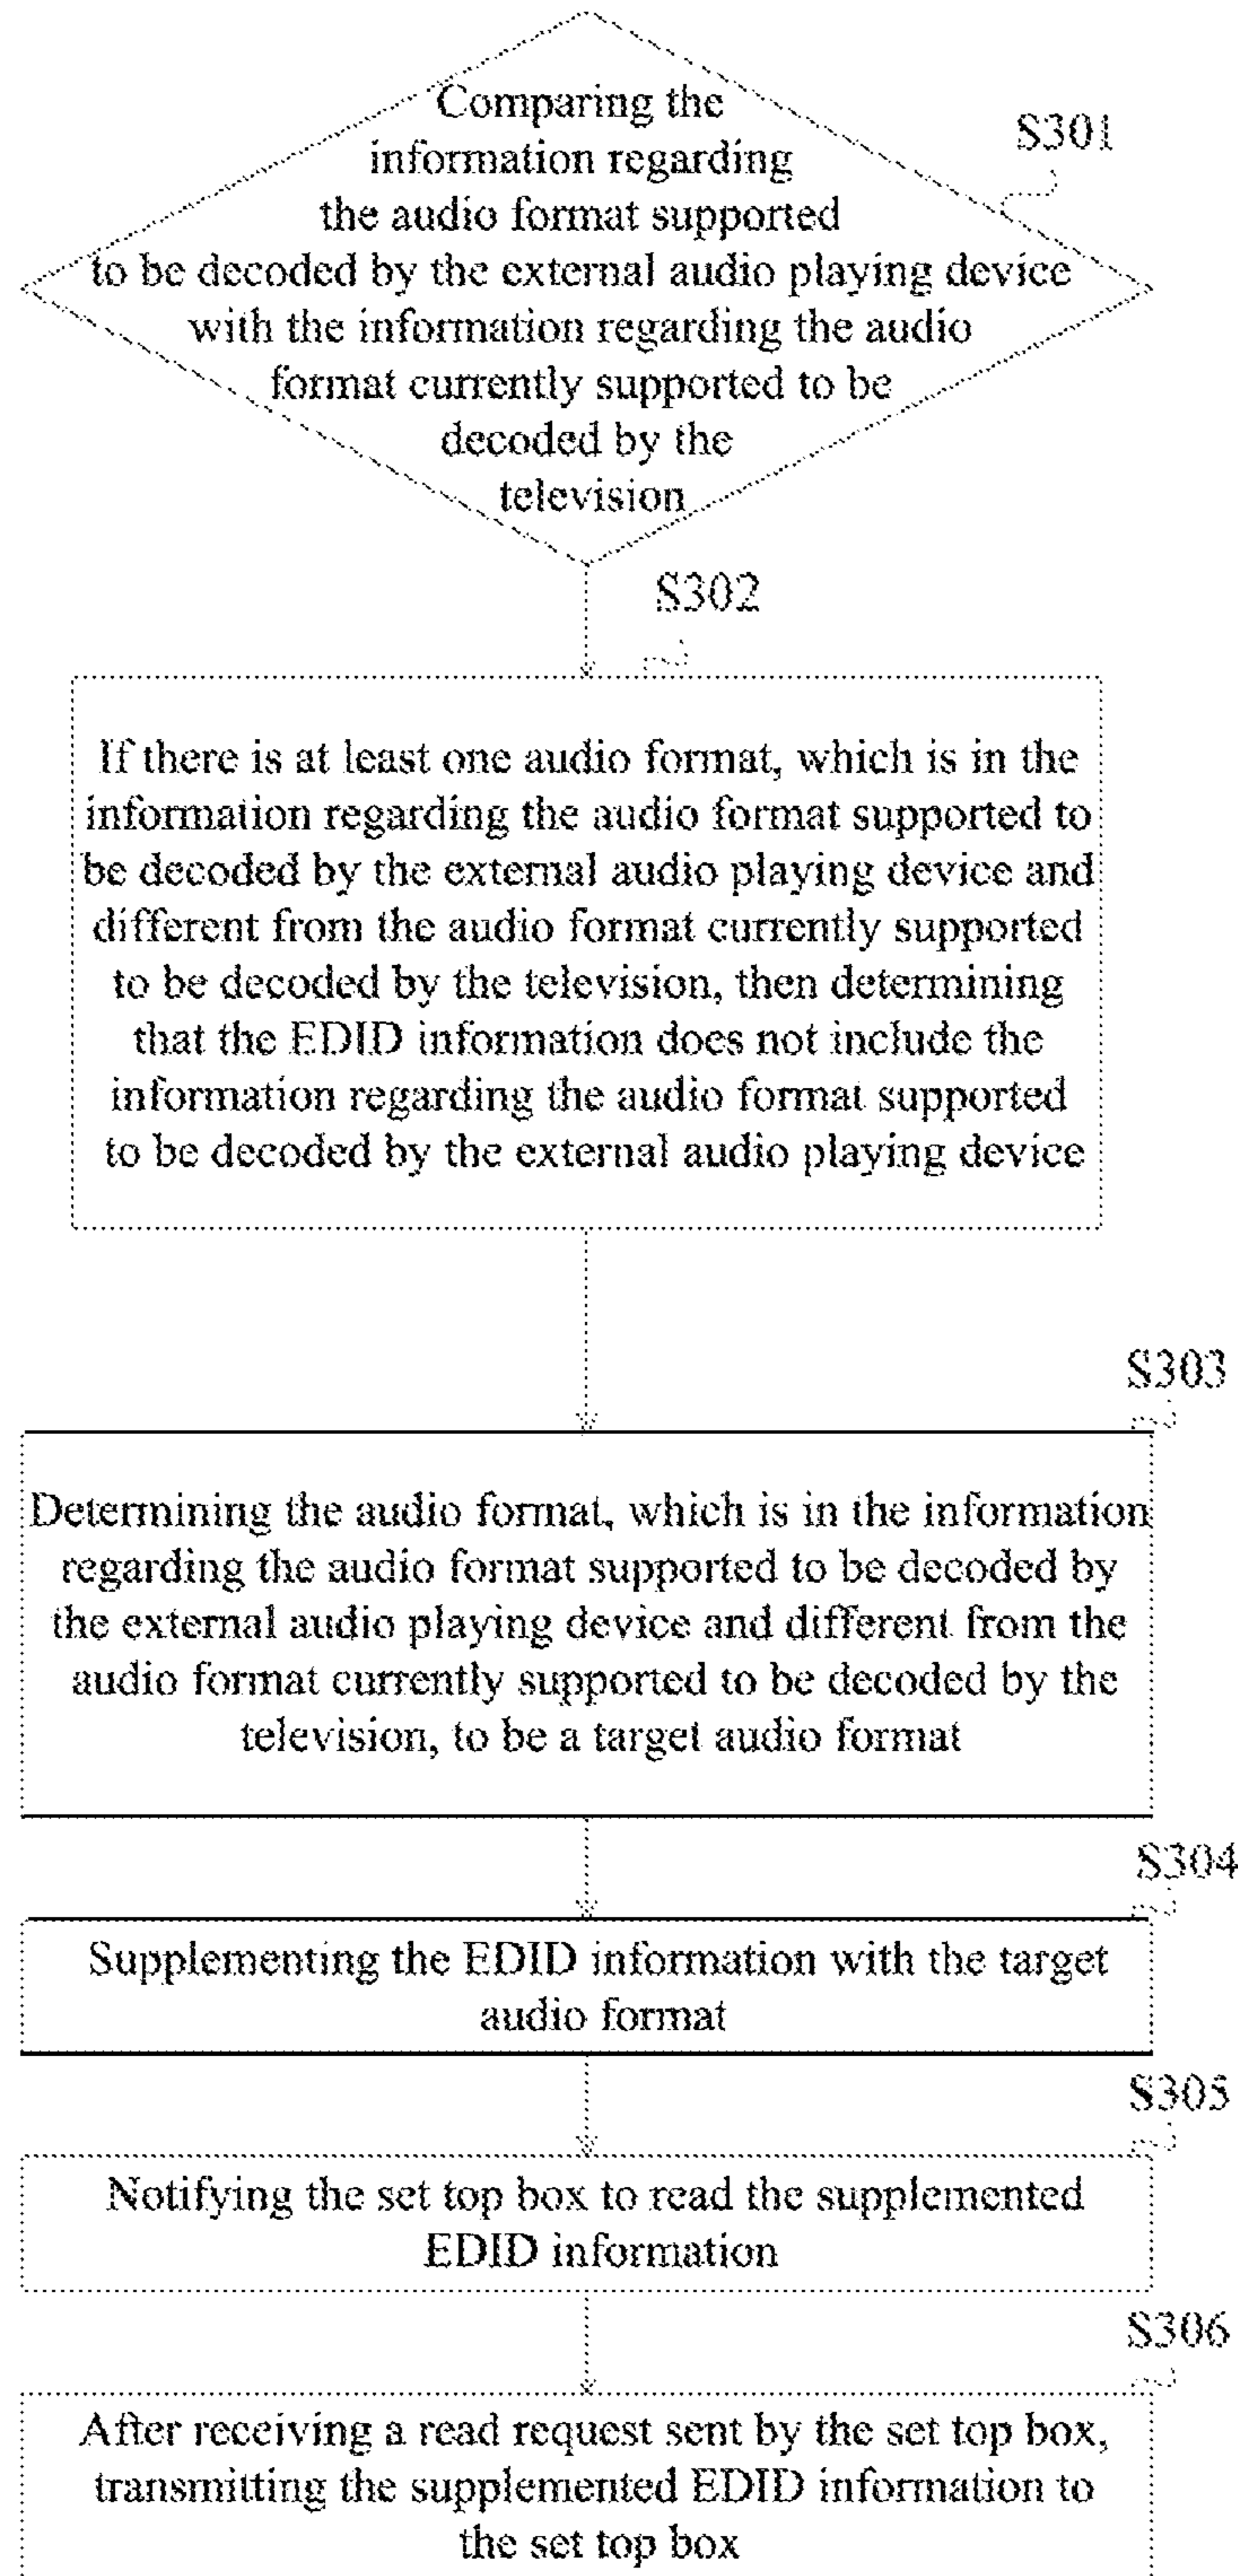 Comparing the
information regarding
the audio format supported
to be decoded by the external audio playing device
with the information regarding the audio
format currently supported to be
decoded by the
television
S301
S302
If there is at least one audio format, which is in the
information regarding the audio format supported to
be decoded by the external audio playing device and
different from the audio format currently supported
to be decoded by the television, then determining
that the EDID information does not include the
information regarding the audio format supported
to be decoded by the external audio playing device
S303
Determining the audio format, which is in the information
regarding the audio format supported to be decoded by
the external audio playing device and different from the
audio format currently supported to be decoded by the
television, to be a target audio format
S304
Supplementing the EDID information with the target
audio format
S305
Notifying the set top box to read the supplemented
EDID information
S306
After receiving a read request sent by the set top box,
transmitting the supplemented EDID information to
the set top box